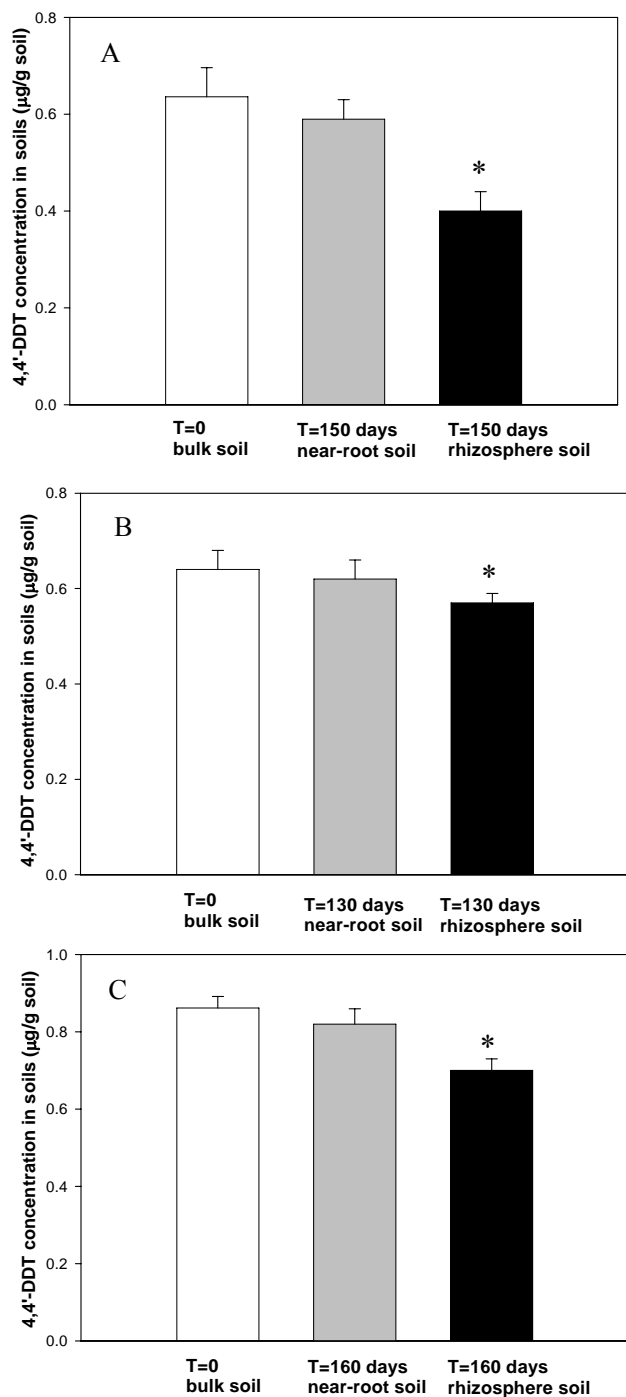 A
4,4'-DDT concentration in soils (μg/g soil)
0.8
0.6
0.4
0.2
0.0
*
T=0
bulk soil
T=150 days
near-root soil
T=150 days
rhizosphere soil
B
4,4'-DDT concentration in soils (μg/g soil)
0.8
0.6
0.4
0.2
0.0
*
T=0
bulk soil
T=130 days
near-root soil
T=130 days
rhizosphere soil
C
4,4'-DDT concentration in soils (μg/g soil)
1.0
0.8
0.6
0.4
0.2
0.0
*
T=0
bulk soil
T=160 days
near-root soil
T=160 days
rhizosphere soil